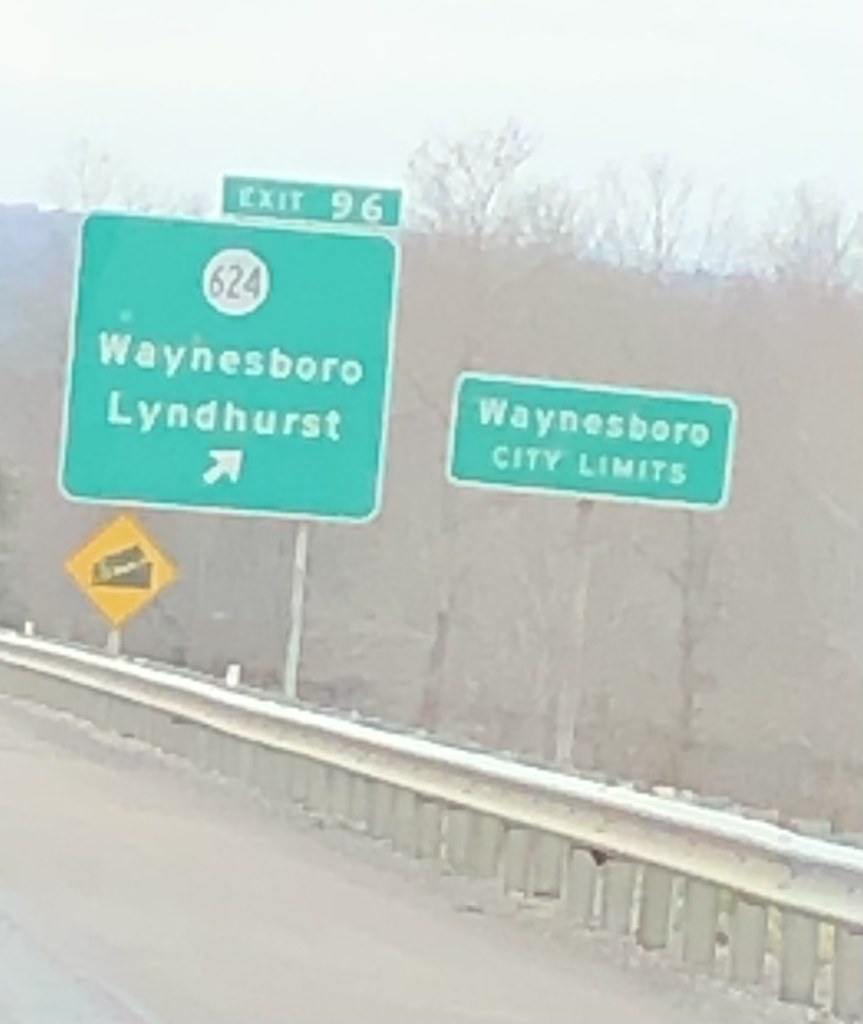 EXIT 96
624
Waynesboro
Lyndhurst
Waynesboro
CITY LIMITS